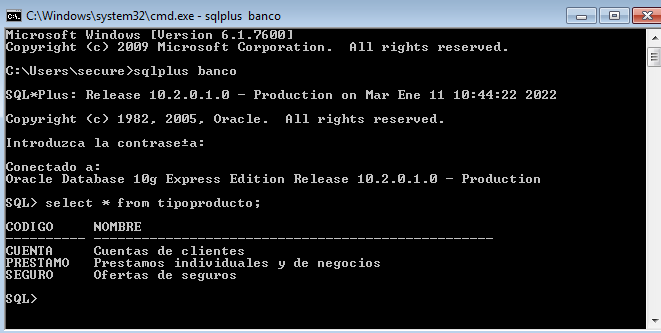 C:\Windows\system32\cmd.exe - sqlplus banco
Microsoft Windows [Version 6.1.7600]
Copyright (c) 2009 Microsoft Corporation. All rights reserved.
C:\Users\secure>sqlplus banco
SQL*Plus: Release 10.2.0.1.0 - Production on Mar Ene 11 10:44:22 2022
Copyright (c) 1982, 2005, Oracle. All rights reserved.
Introduzca la contrase±a:
Conectado a:
Oracle Database 10g Express Edition Release 10.2.0.1.0 - Production
SQL> select * from tipoproducto;
CODIGO NOMBRE
---------- --------------------------------------------------
CUENTA Cuentas de clientes
PRESTAMO Prestamos individuales y de negocios
SEGURO Ofertas de seguros
SQL>